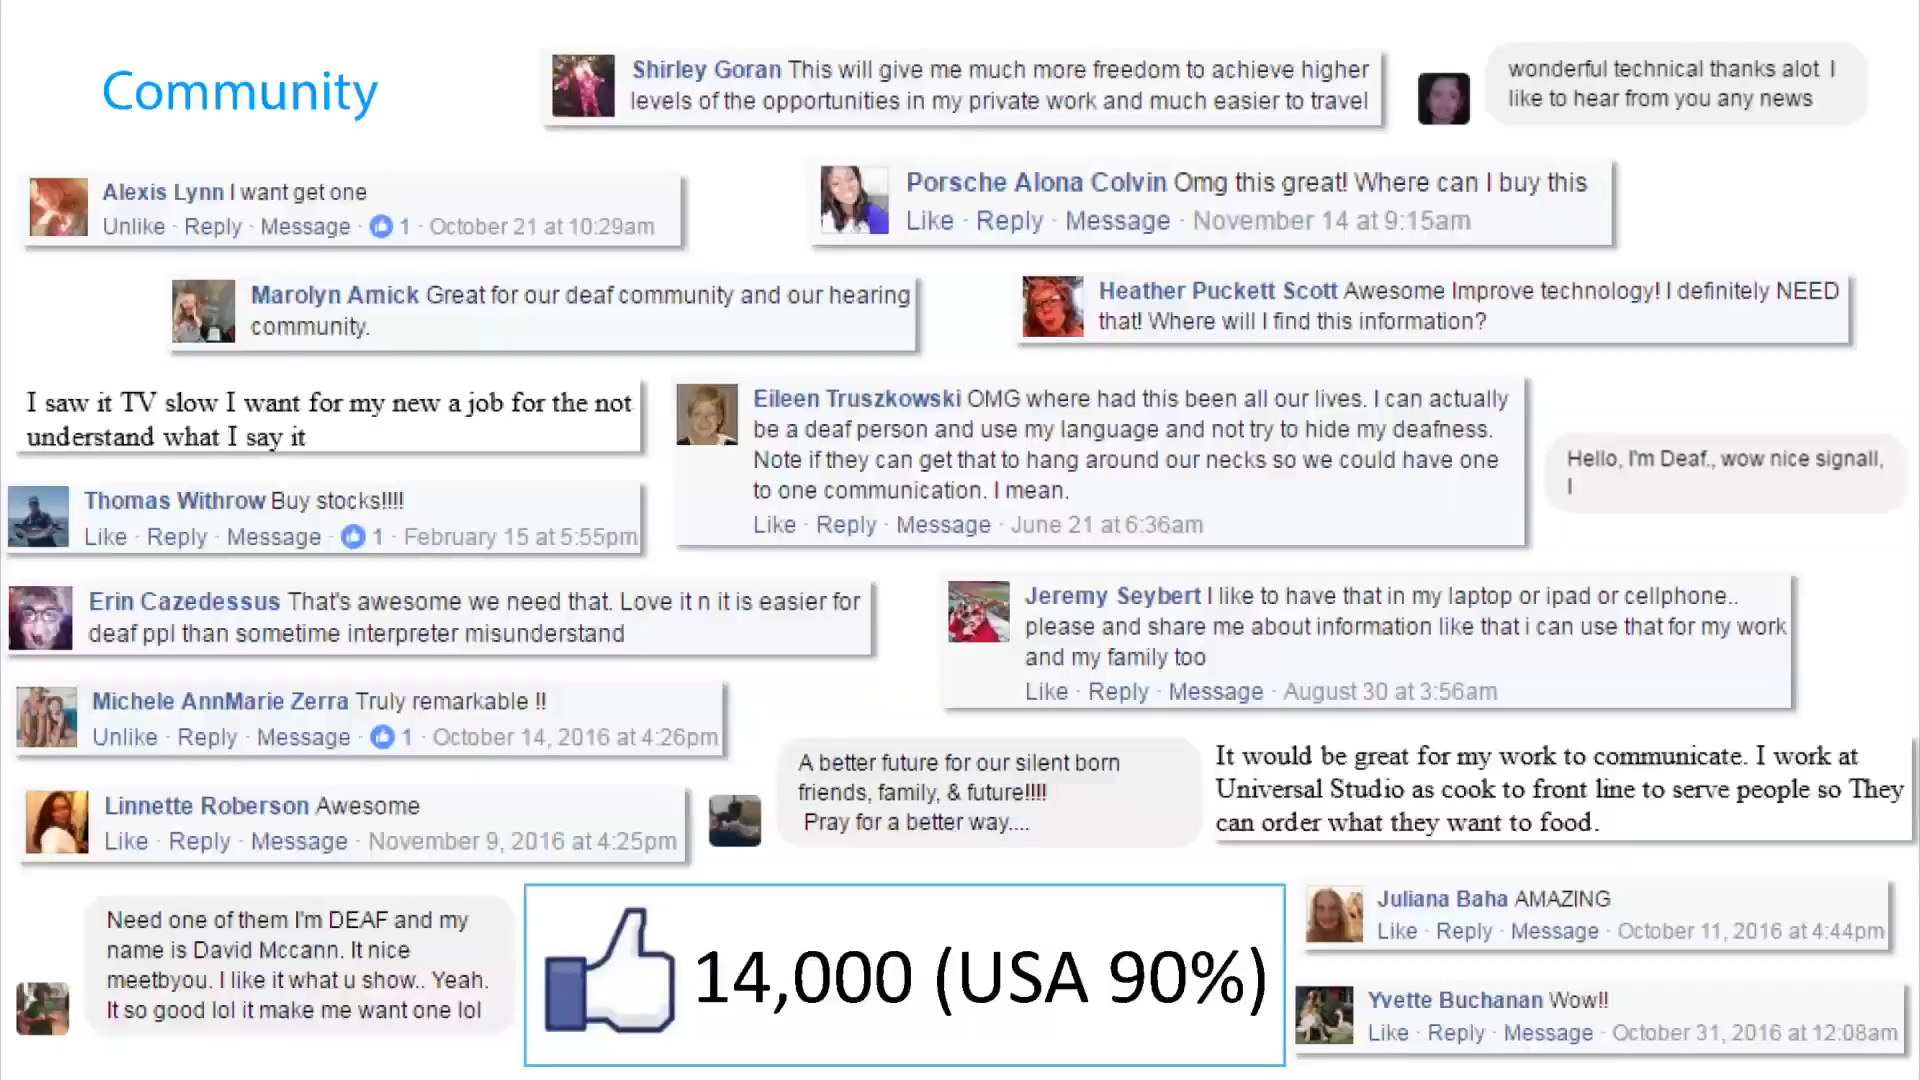 Community
Shirley Goran This will give me much more freedom to achieve higher
levels of the opportunities in my private work and much easier to travel
wonderful technical thanks alot I
like to hear from you any news
Alexis Lynn I want get one
Unlike · Reply · Message · 1 · October 21 at 10:29am
Porsche Alona Colvin Omg this great! Where can I buy this
Like · Reply · Message · November 14 at 9:15am
Marolyn Amick Great for our deaf community and our hearing
community.
Heather Puckett Scott Awesome Improve technology! I definitely NEED
that! Where will I find this information?
I saw it TV slow I want for my new a job for the not
understand what I say it
Eileen Truszkowski OMG where had this been all our lives. I can actually
be a deaf person and use my language and not try to hide my deafness.
Note if they can get that to hang around our necks so we could have one
to one communication. I mean.
Like · Reply · Message · June 21 at 6:36am
Hello, I'm Deaf., wow nice signall,
I
Thomas Withrow Buy stocks!!!!
Like · Reply · Message · 1 · February 15 at 5:55pm
Erin Cazedessus That's awesome we need that. Love it n it is easier for
deaf ppl than sometime interpreter misunderstand
Jeremy Seybert I like to have that in my laptop or ipad or cellphone..
please and share me about information like that i can use that for my work
and my family too
Like · Reply · Message · August 30 at 3:56am
Michele AnnMarie Zerra Truly remarkable !!
Unlike · Reply · Message · 1 · October 14, 2016 at 4:26pm
A better future for our silent born
friends, family, & future!!!!
Pray for a better way....
It would be great for my work to communicate. I work at
Universal Studio as cook to front line to serve people so They
can order what they want to food.
Linnette Roberson Awesome
Like · Reply · Message · November 9, 2016 at 4:25pm
Need one of them I'm DEAF and my
name is David Mccann. It nice
meetbyou. I like it what u show.. Yeah.
It so good lol it make me want one lol
14,000 (USA 90%)
Juliana Baha AMAZING
Like · Reply · Message · October 11, 2016 at 4:44pm
Yvette Buchanan Wow!!
Like · Reply · Message · October 31, 2016 at 12:08am